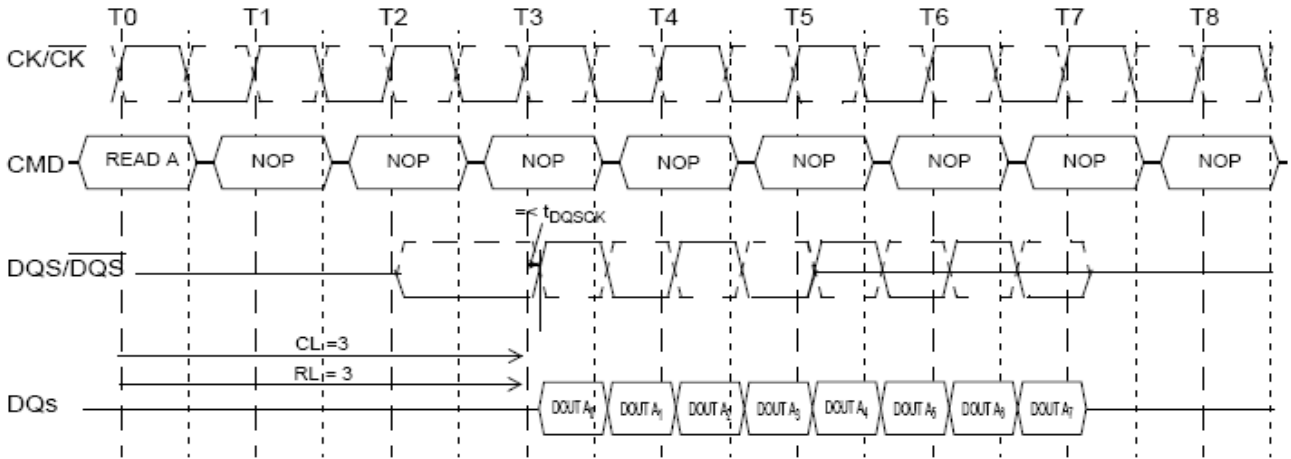 T0 T1 T2 T3 T4 T5 T6 T7 T8
CK/CK
CMD READ A NOP NOP NOP NOP NOP NOP NOP NOP
=< tDQSCK
DQS/DQS
CL = 3
RL = 3
DQs DOUT A0 DOUT A1 DOUT A2 DOUT A3 DOUT A4 DOUT A5 DOUT A6 DOUT A7